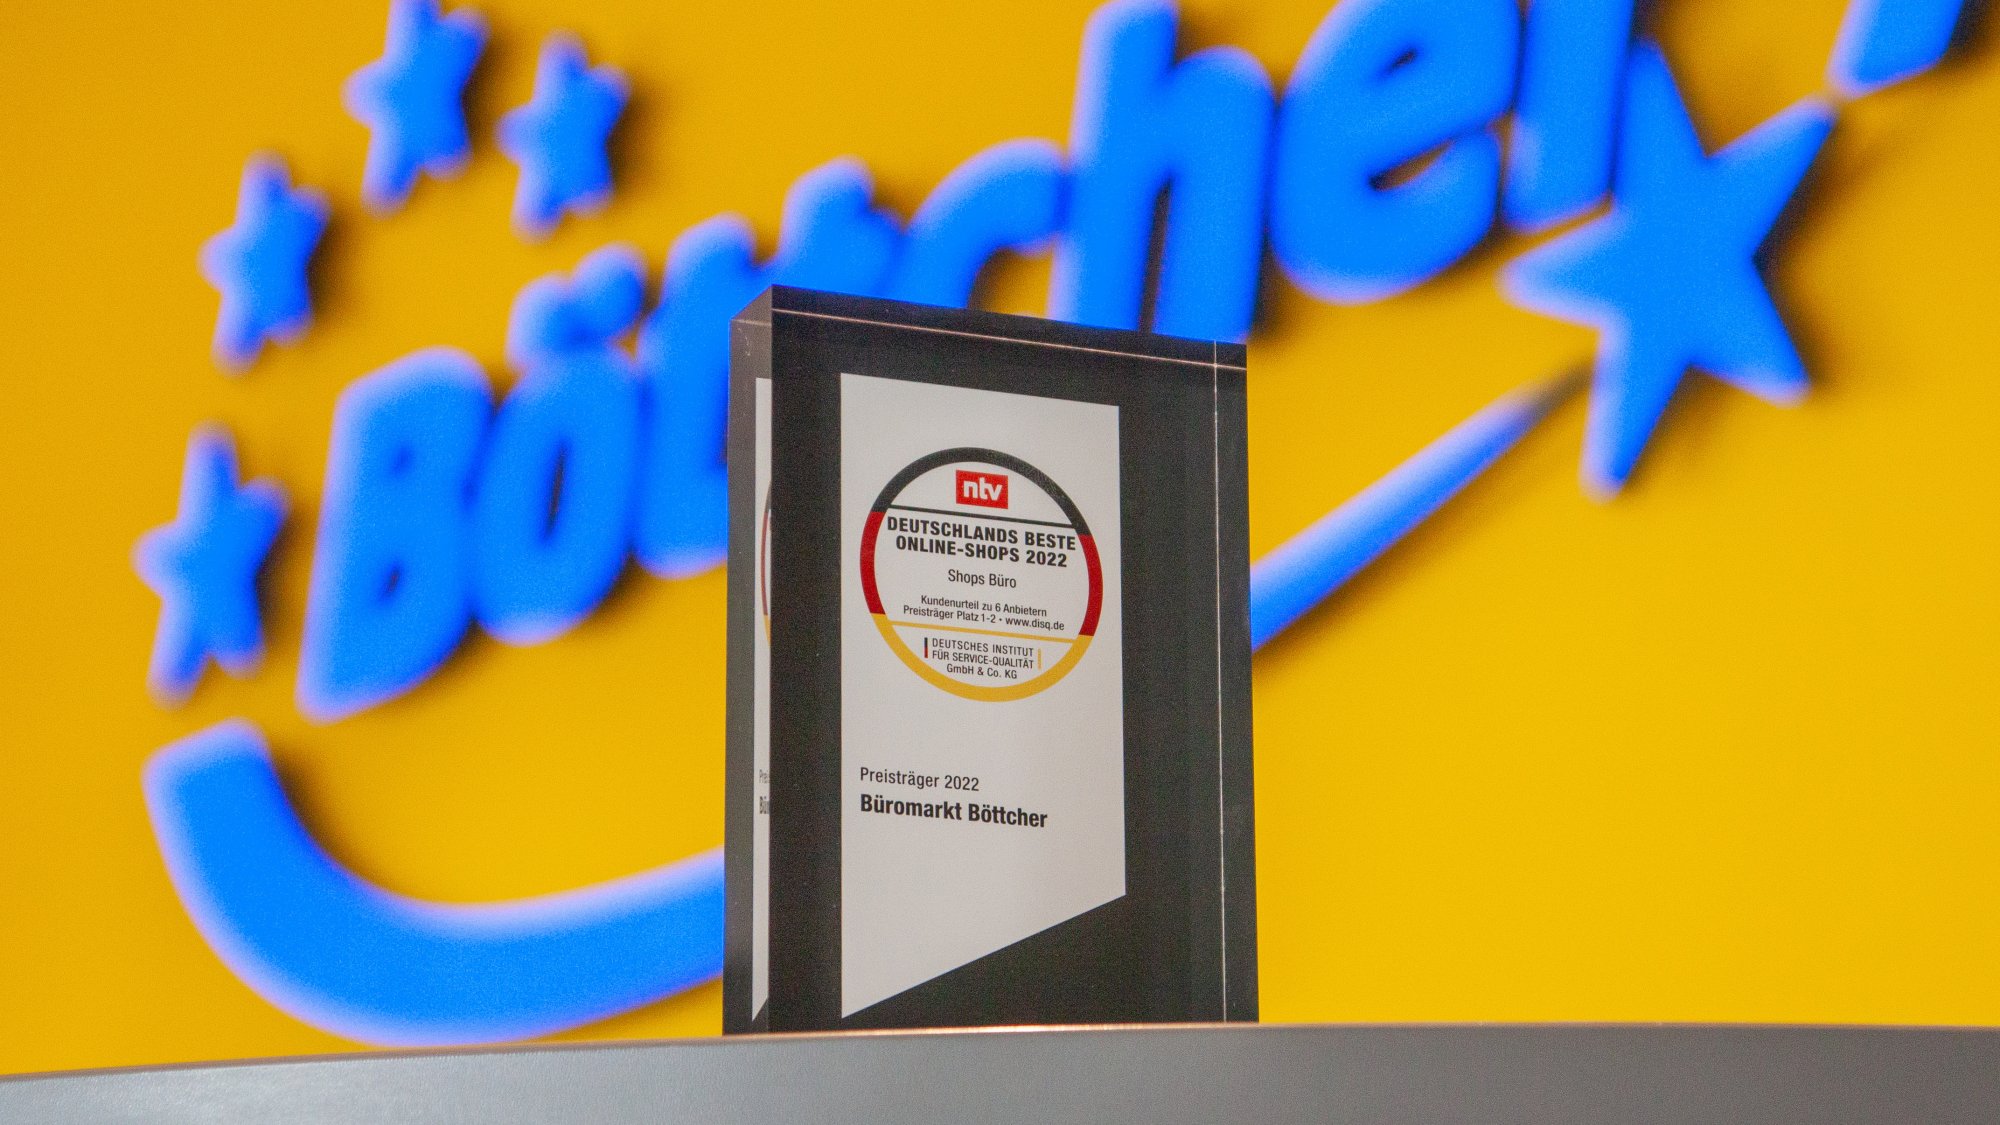 Böttcher
ntv
DEUTSCHLANDS BESTE
ONLINE-SHOPS 2022
Shops Büro
Kundenurteil zu 6 Anbietern
Preisträger Platz 1-2 • www.disq.de
DEUTSCHES INSTITUT
FÜR SERVICE-QUALITÄT
GmbH & Co. KG
Preisträger 2022
Büromarkt Böttcher